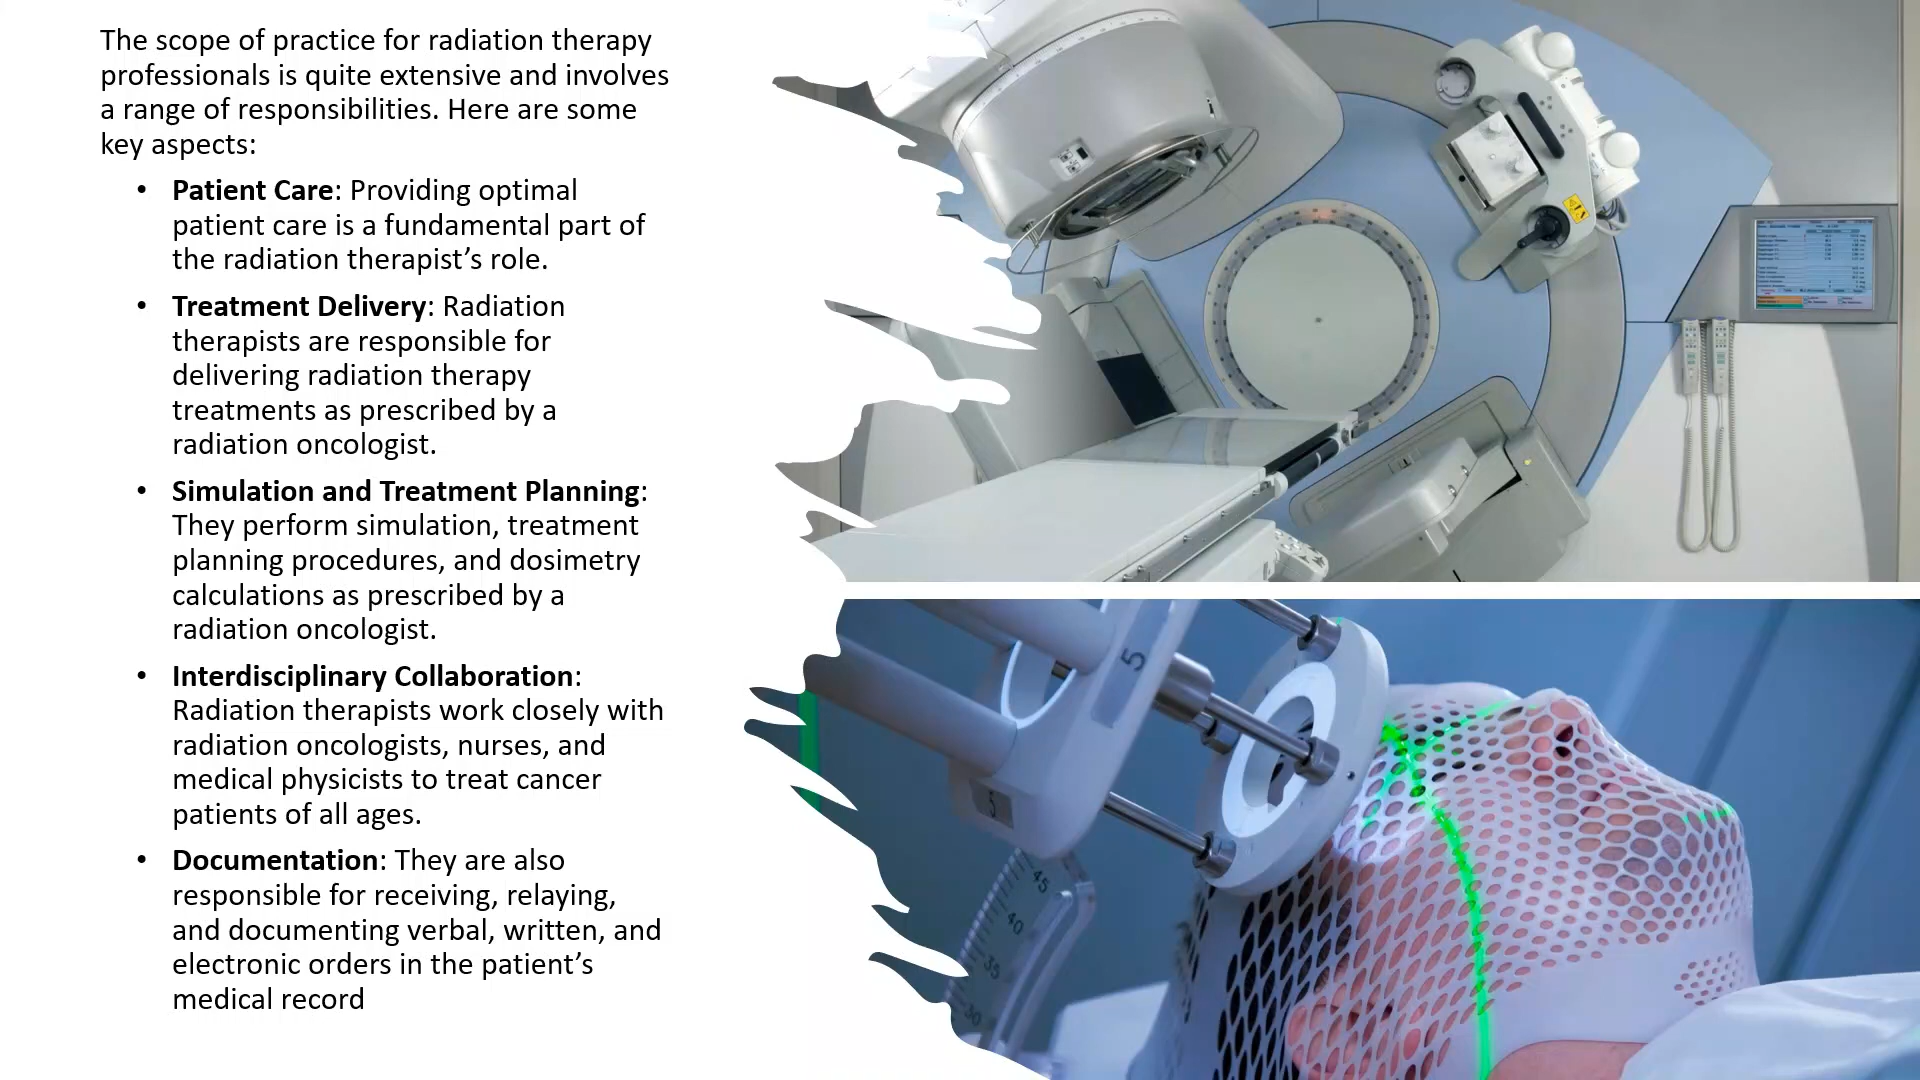 The scope of practice for radiation therapy
professionals is quite extensive and involves
a range of responsibilities. Here are some
key aspects:
• Patient Care: Providing optimal
patient care is a fundamental part of
the radiation therapist’s role.
• Treatment Delivery: Radiation
therapists are responsible for
delivering radiation therapy
treatments as prescribed by a
radiation oncologist.
• Simulation and Treatment Planning:
They perform simulation, treatment
planning procedures, and dosimetry
calculations as prescribed by a
radiation oncologist.
• Interdisciplinary Collaboration:
Radiation therapists work closely with
radiation oncologists, nurses, and
medical physicists to treat cancer
patients of all ages.
• Documentation: They are also
responsible for receiving, relaying,
and documenting verbal, written, and
electronic orders in the patient’s
medical record
5
5
45
40
35
30